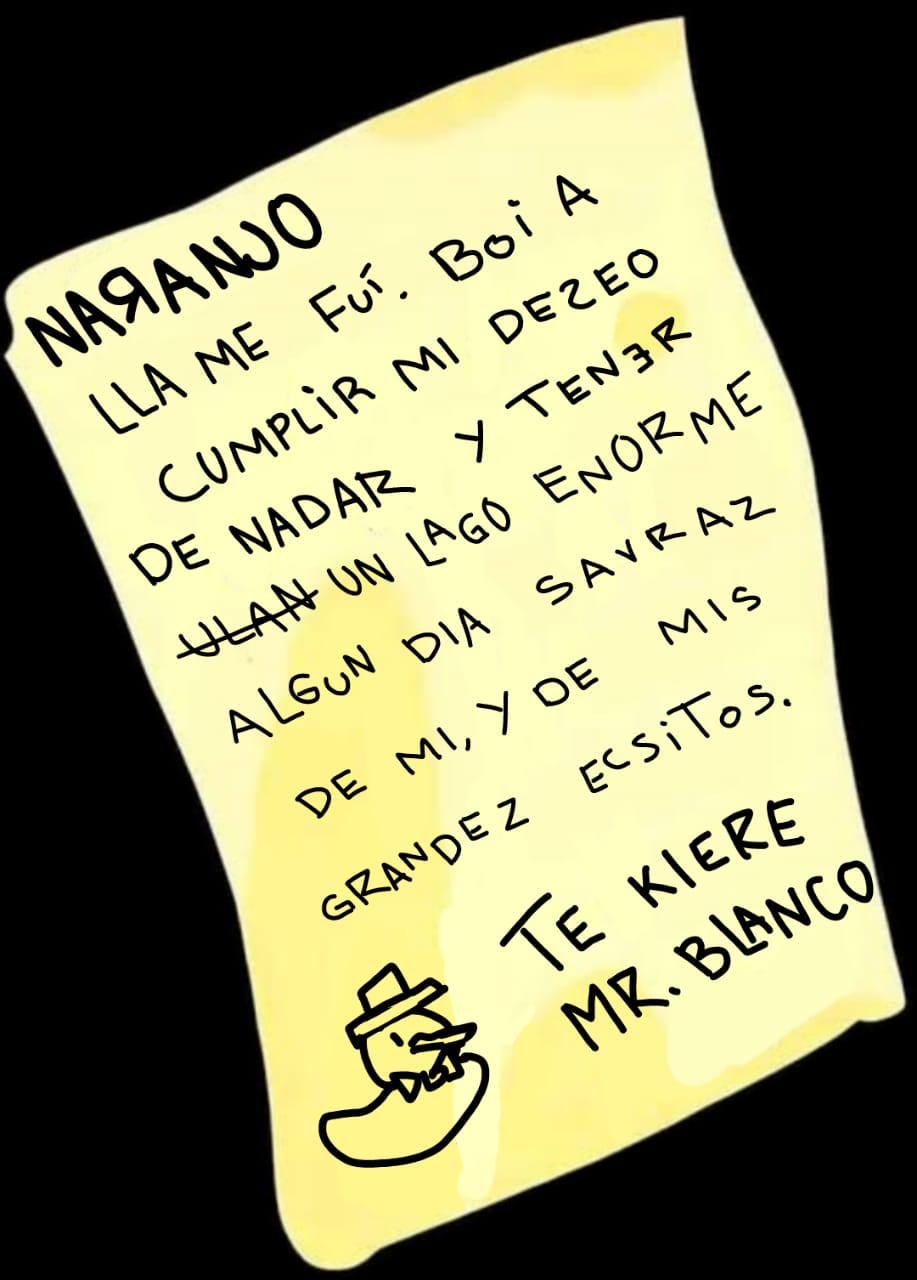 NARANJO
LLA ME FUÍ. BOi A
CUMPLiR MI DEZEO
DE NADAR Y TENER
ULAN UN LAGO ENORME
ALGUN DIA SAVRAZ
DE MI, Y DE MIS
GRANDEZ ECSiTOS.
TE KIERE
MR. BLANCO